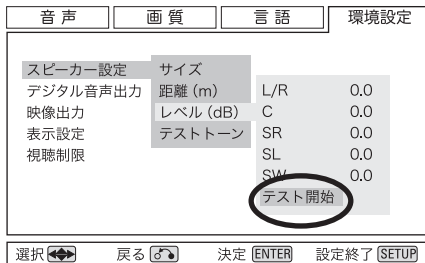 音声 画質 言語 環境設定
スピーカー設定 サイズ
デジタル音声出力 距離 (m) L/R 0.0
映像出力 レベル (dB) C 0.0
表示設定 テストトーン SR 0.0
視聴制限 SL 0.0
SW 0.0
テスト開始
選択 戻る 決定 ENTER 設定終了 SETUP